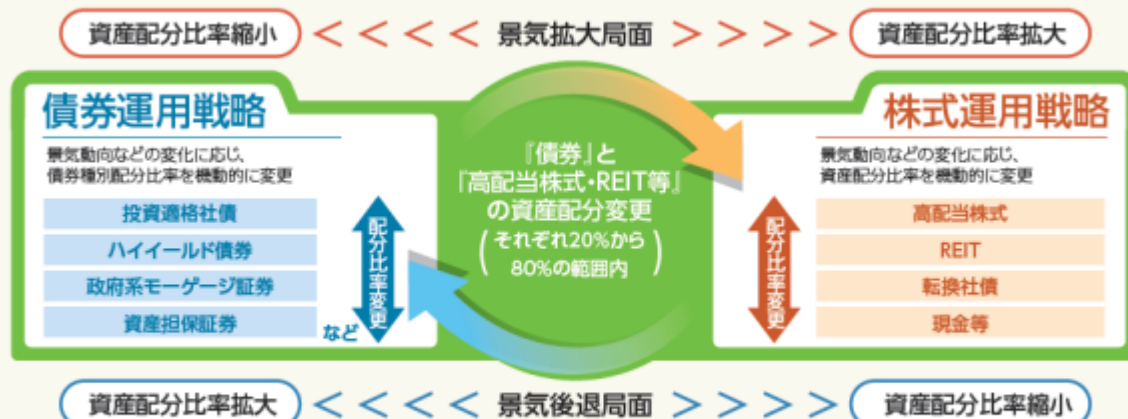 資産配分比率縮小 < < < < < 景気拡大局面 > > > > > 資産配分比率拡大
債券運用戦略
景気動向などの変化に応じ、
債券種別配分比率を機動的に変更
投資適格社債
ハイイールド債券
政府系モーゲージ証券
資産担保証券
など
配分比率変更
『債券』と
『高配当株式・REIT等』
の資産配分変更
(それぞれ20%から
80%の範囲内)
株式運用戦略
景気動向などの変化に応じ、
資産配分比率を機動的に変更
配分比率変更
高配当株式
REIT
転換社債
現金等
資産配分比率拡大 < < < < < 景気後退局面 > > > > > 資産配分比率縮小